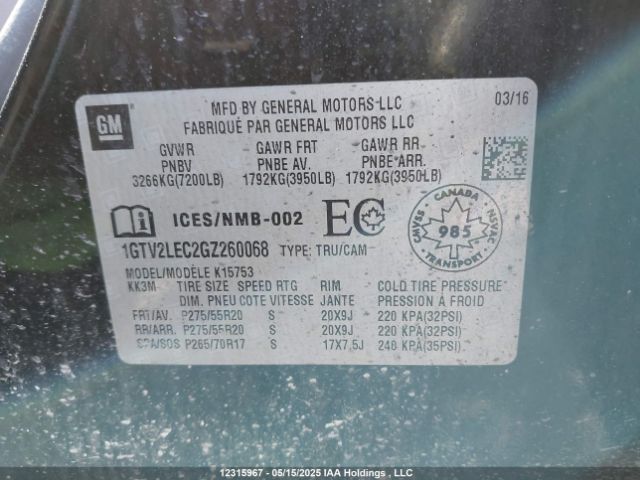 GM
MFD BY GENERAL MOTORS LLC 03/16
FABRIQUÉ PAR GENERAL MOTORS LLC
GVWR GAWR FRT GAWR RR
PNBV PNBE AV. PNBE ARR.
3266KG(7200LB) 1792KG(3950LB) 1792KG(3950LB)
ICES/NMB-002 EC
CANADA
CMVSS NSVAC
985
TRANSPORT
1GTV2LEC2GZ260068 TYPE: TRU/CAM
MODEL/MODÈLE K15753
KK3M TIRE SIZE SPEED RTG RIM COLD TIRE PRESSURE
DIM. PNEU COTE VITESSE JANTE PRESSION À FROID
FRT/AV. P275/55R20 S 20X9J 220 KPA(32PSI)
RR/ARR. P275/55R20 S 20X9J 220 KPA(32PSI)
SPA/SOS P265/70R17 S 17X7.5J 240 KPA(35PSI)
12315967 - 05/15/2025 IAA Holdings , LLC